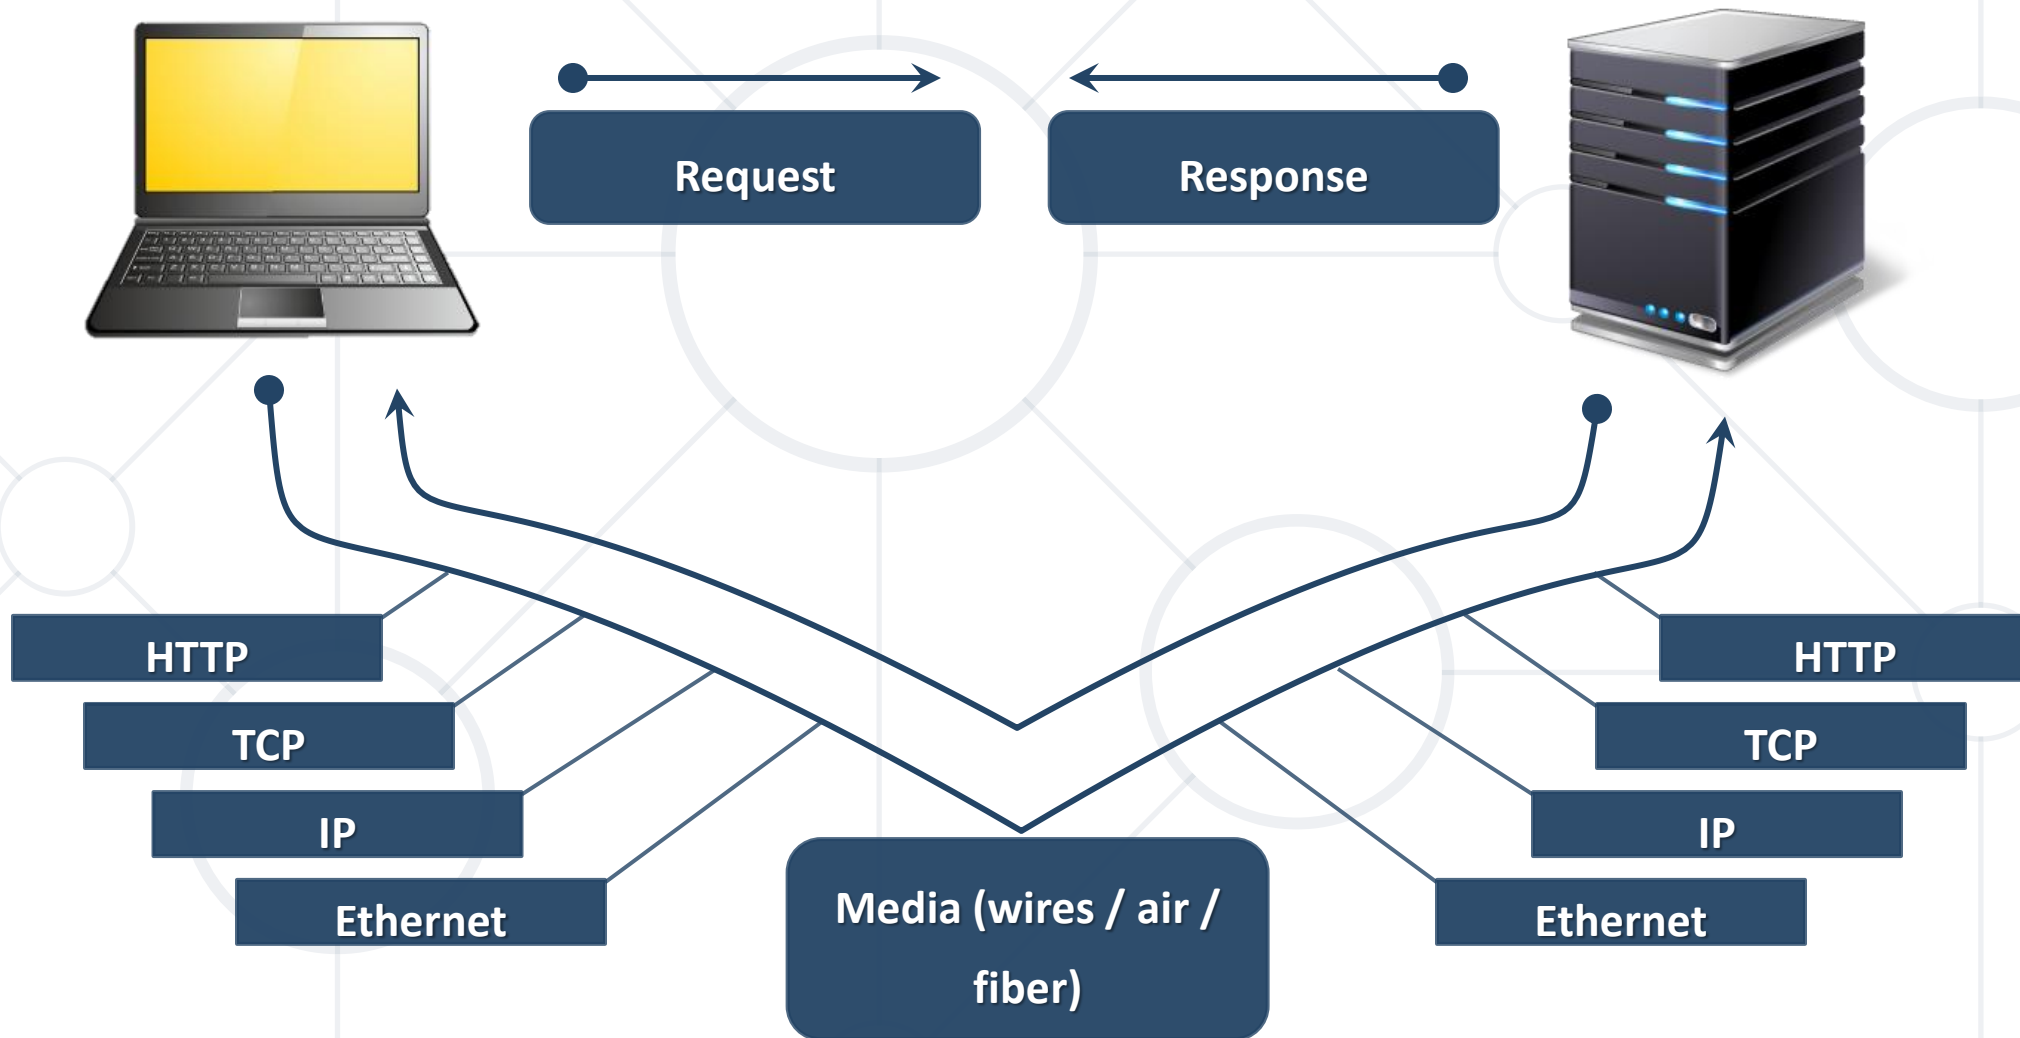 Request
Response
HTTP
HTTP
TCP
TCP
IP
IP
Ethernet
Ethernet
Media (wires / air /
fiber)